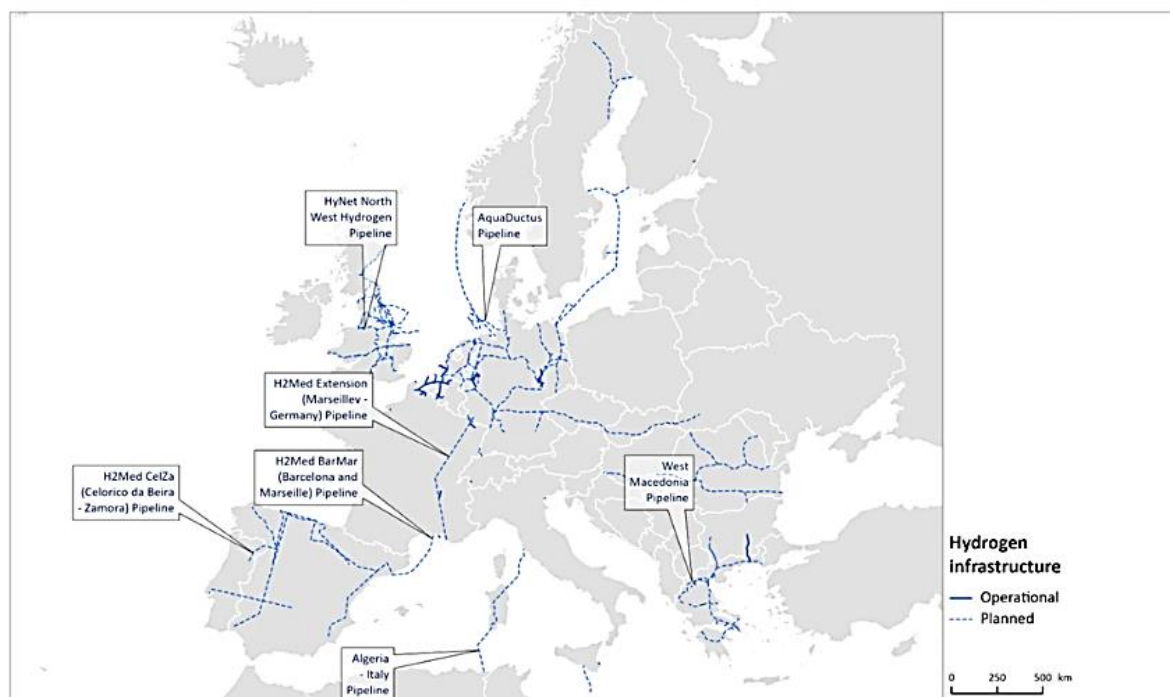 HyNet North
West Hydrogen
Pipeline
AquaDuctus
Pipeline
H2Med Extension
(Marseillev -
Germany) Pipeline
H2Med BarMar
(Barcelona and
Marseille) Pipeline
H2Med CelZa
(Celorico da Beira
- Zamora) Pipeline
West
Macedonia
Pipeline
Algeria
- Italy
Pipeline
Hydrogen
infrastructure
Operational
Planned
0 250 500 km